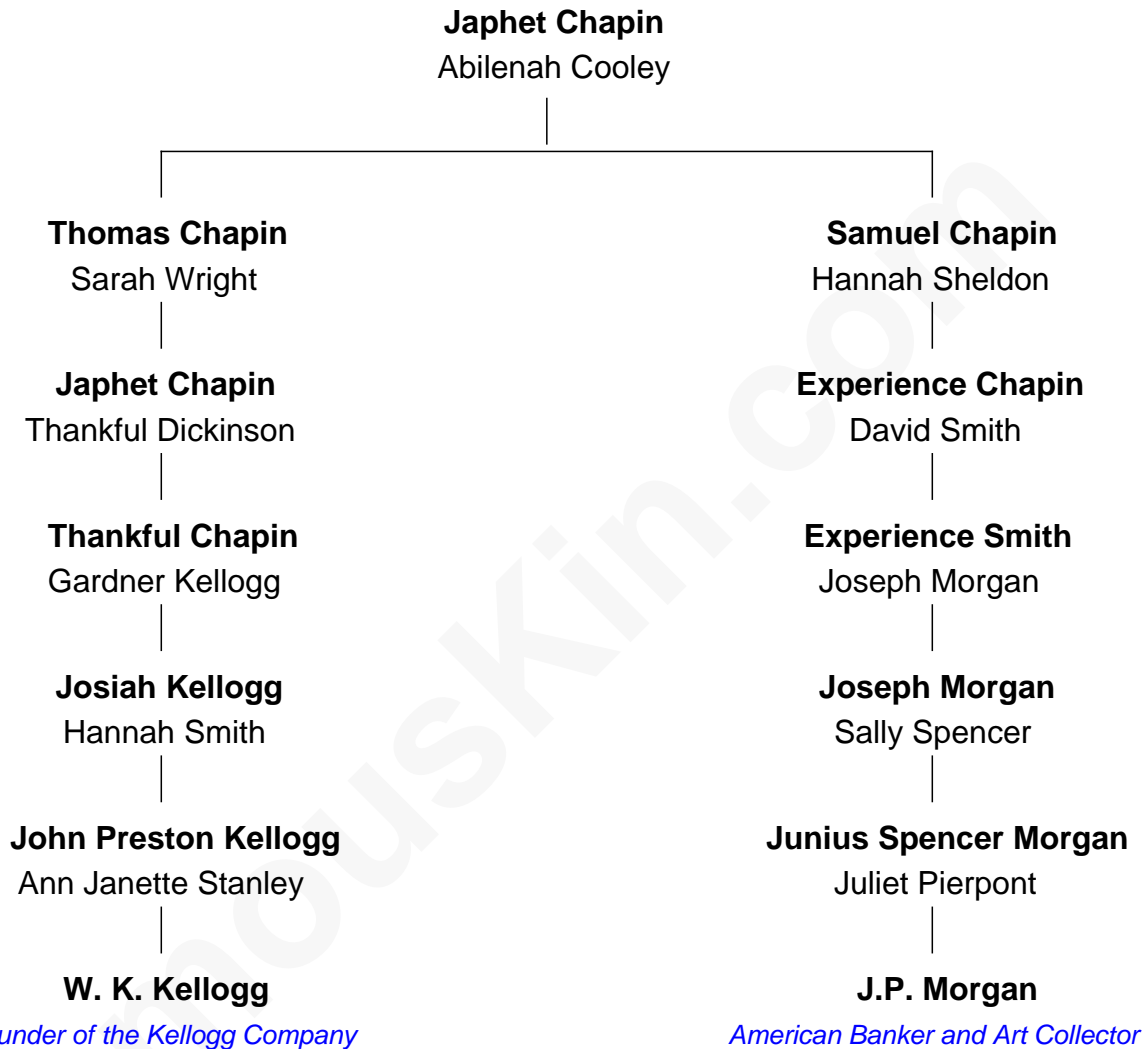 Japhet Chapin
Abilenah Cooley
Thomas Chapin
Sarah Wright
Samuel Chapin
Hannah Sheldon
Japhet Chapin
Thankful Dickinson
Experience Chapin
David Smith
Thankful Chapin
Gardner Kellogg
Experience Smith
Joseph Morgan
Josiah Kellogg
Hannah Smith
Joseph Morgan
Sally Spencer
John Preston Kellogg
Ann Janette Stanley
Junius Spencer Morgan
Juliet Pierpont
W. K. Kellogg
under of the Kellogg Company
J.P. Morgan
American Banker and Art Collector
mousKin.com